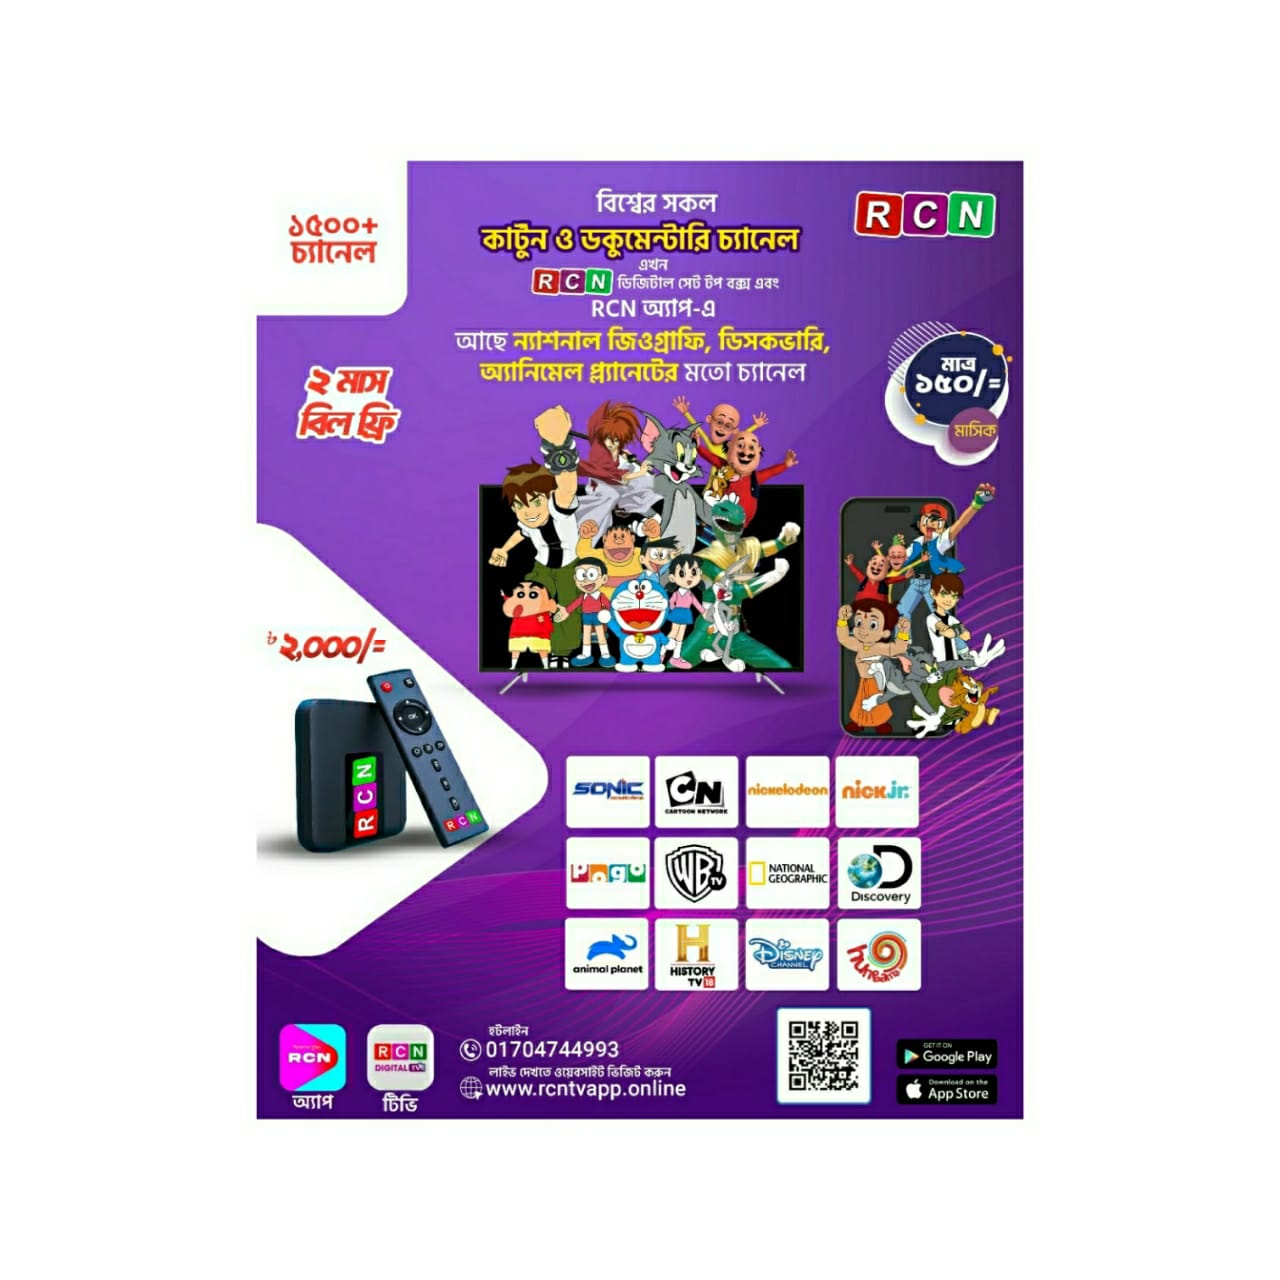 ১৫০০+
চ্যানেল
বিশ্বের সকল
কার্টুন ও ডকুমেন্টারি চ্যানেল
এখন
RCN ডিজিটাল সেট টপ বক্স এবং
RCN অ্যাপ-এ
আছে ন্যাশনাল জিওগ্রাফি, ডিসকভারি,
অ্যানিমেল প্ল্যানেটের মতো চ্যানেল
RCN
২ মাস
বিল ফ্রি
মাত্র
১৫০/=
মাসিক
৳ ২,০০০/=
OK
RCN
RCN
SONIC
nickelodeon
CN
CARTOON NETWORK
nickelodeon
nick jr.
POGO
WB TV
NATIONAL
GEOGRAPHIC
Discovery
animal planet
H
HISTORY
TV18
Disney
CHANNEL
hungama
RCN
অ্যাপ
RCN
DIGITAL TV
টিভি
হটলাইন
01704744993
লাইভ দেখতে ওয়েবসাইট ভিজিট করুন
www.rcntvapp.online
GET IT ON
Google Play
Download on the
App Store